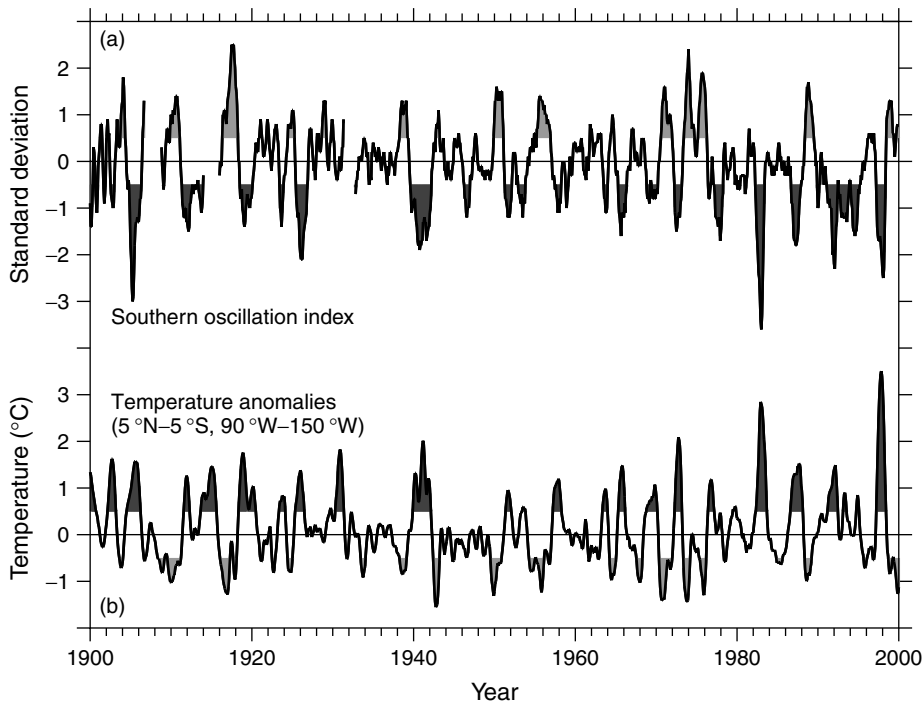 (a)
2
1
0
−1
−2
−3
Standard deviation
Southern oscillation index
Temperature anomalies
(5 °N–5 °S, 90 °W–150 °W)
3
2
1
0
−1
Temperature (°C)
(b)
1900 1920 1940 1960 1980 2000
Year